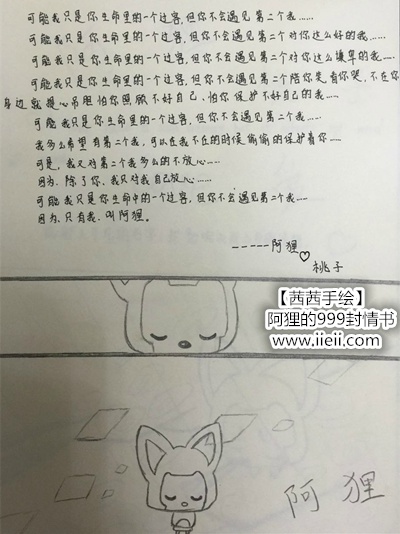 可能我只是你生命里的一个过客,但你不会遇见第二个我……
可能我只是你生命里的一个过客,但你不会遇见第二个对你这么好的我……
可能我只是你生命里的一个过客,但你不会遇见第二个对你这么集单的我……
可能我只是你生命里的一个过客,但你不会遇见第二个陪你笑看你哭,不在你
身边就提心吊胆怕你照顾不好自己,怕你保护不好自己的我……
可能我只是你生命里的一个过客,但你不会遇见第二个我……
我多么希望有第二个我,可以在我不在的时候偷偷的保护着你……
可是,我又对第二个我多么的不放心……
因为,除了你,我只对我自己放心……
可能我只是你生命中的一个过客,但你不会遇见第二个我……
因为,只有我,叫阿狸。
-----阿狸
♡
桃子
【茜茜手绘】
阿狸的999封情书
www.iieii.com
阿狸